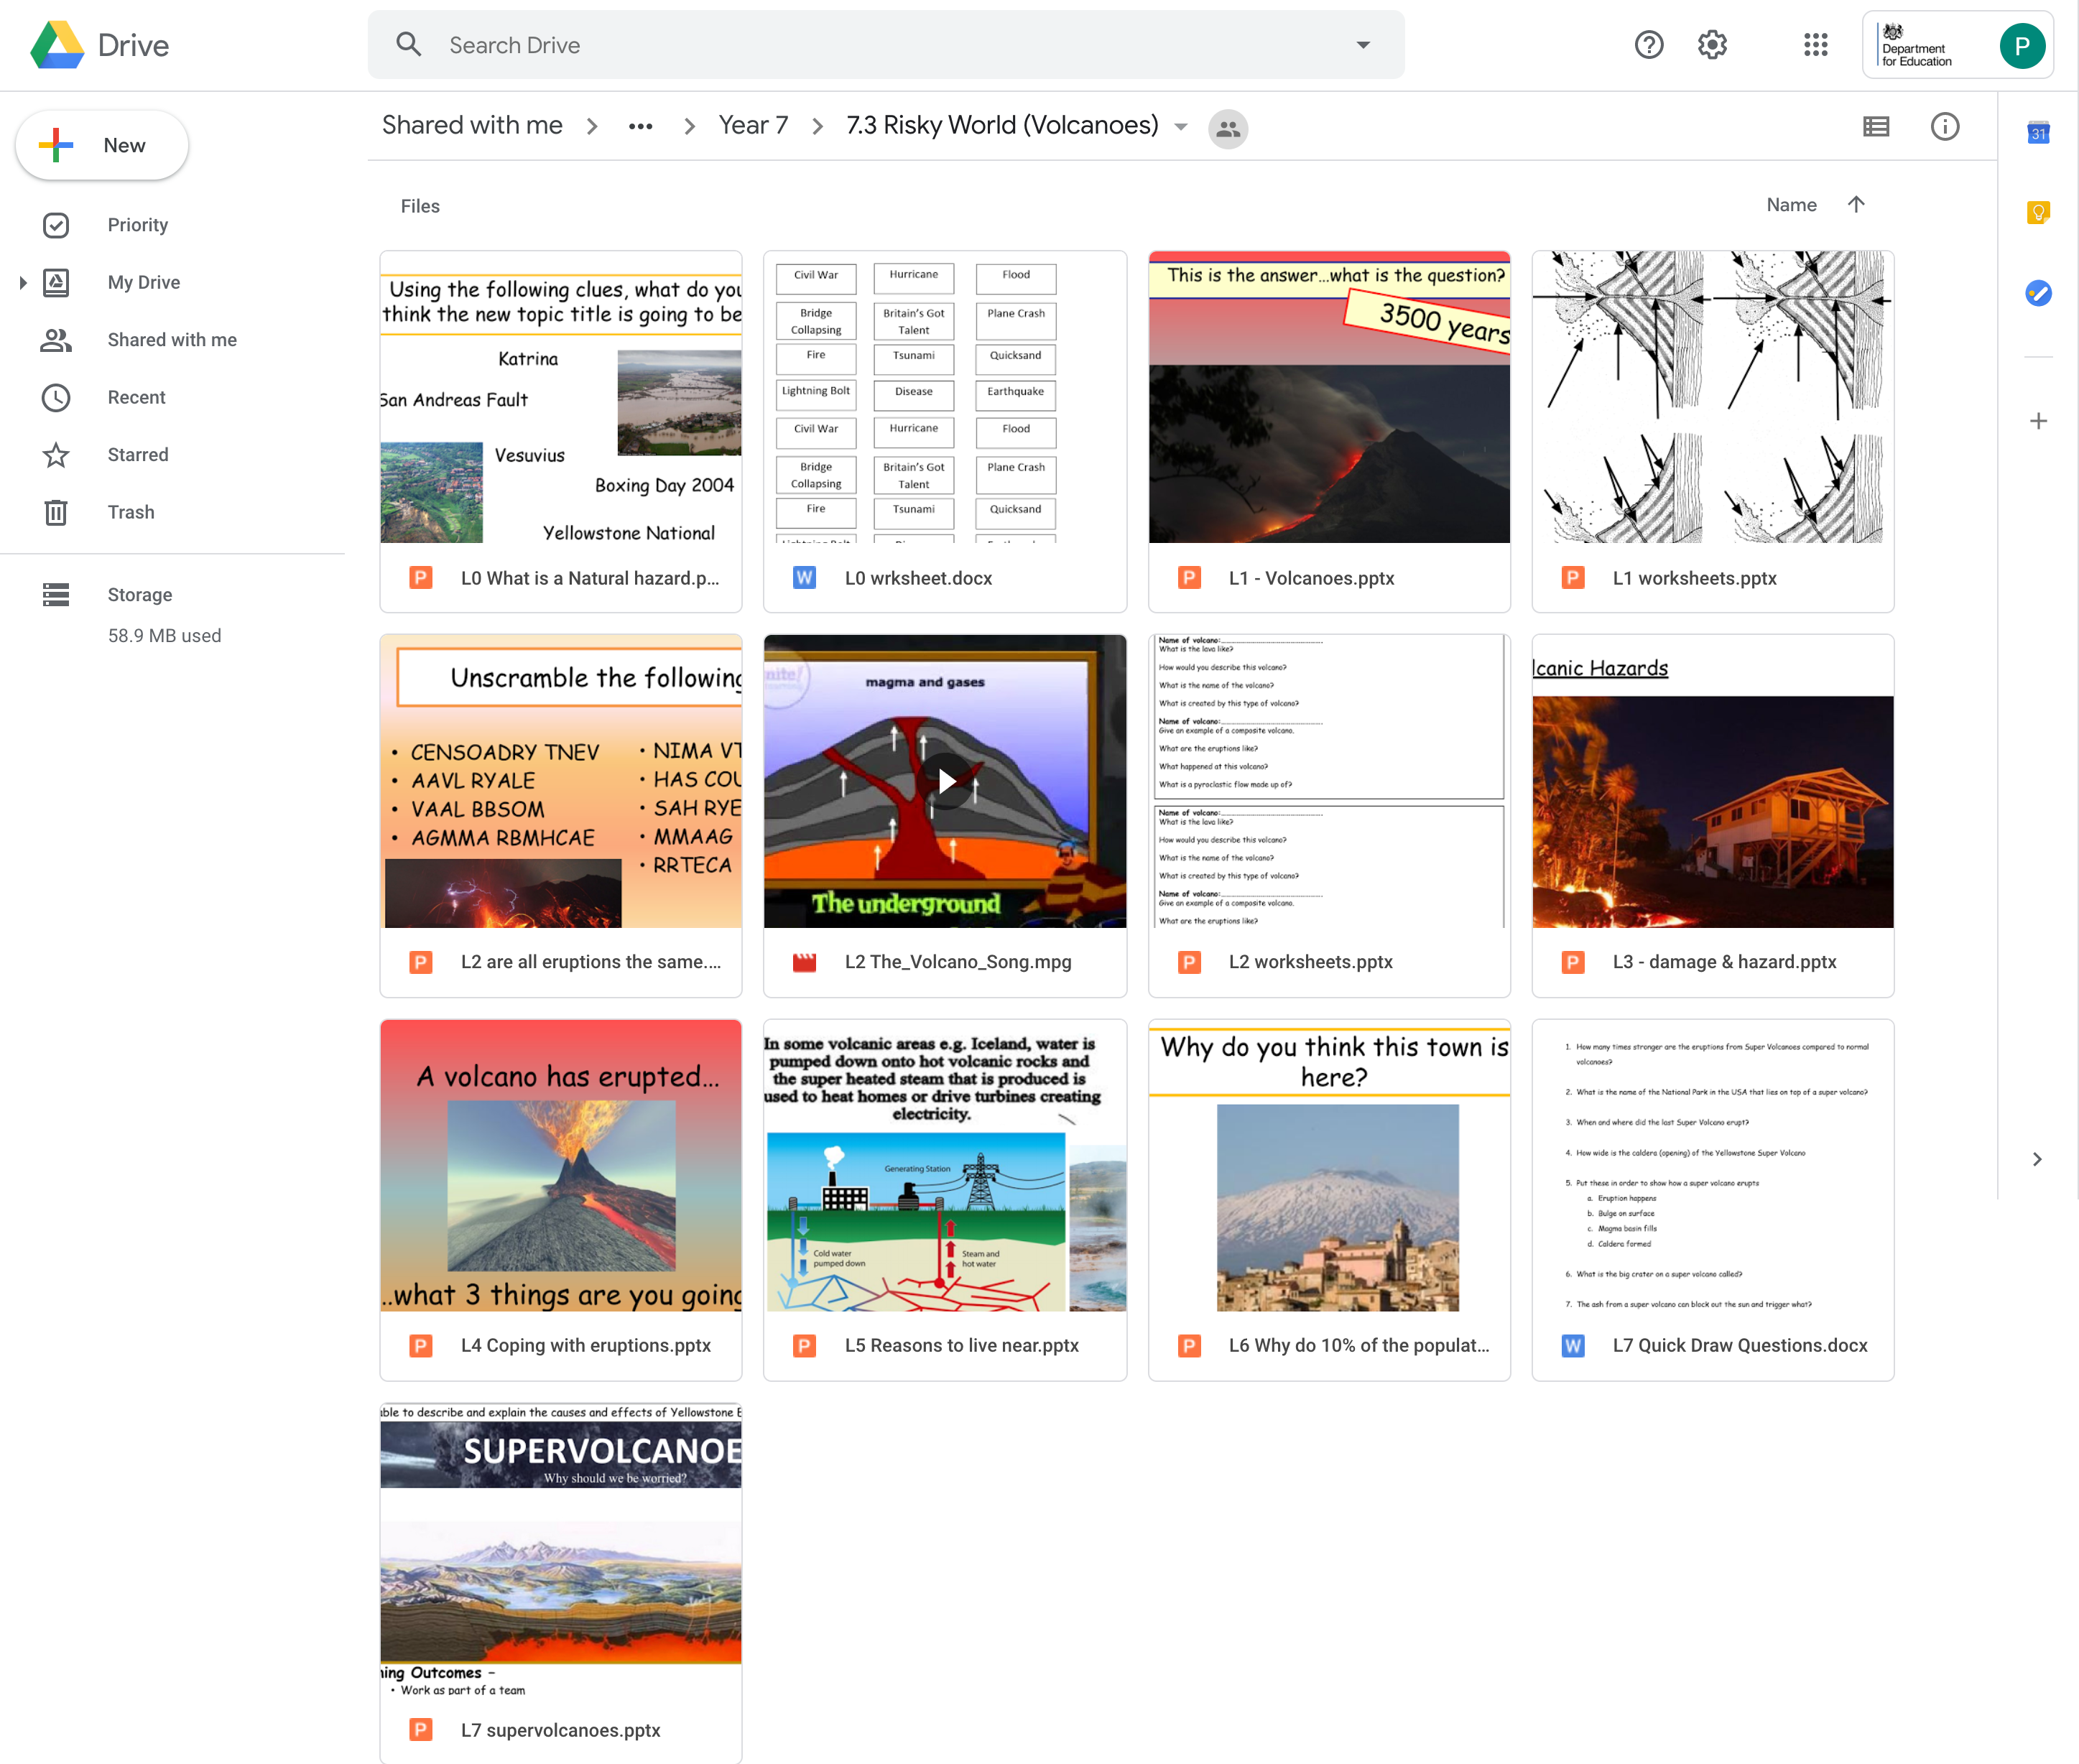 Drive
Search Drive
Department
for Education
P
New
Priority
My Drive
Shared with me
Recent
Starred
Trash
Storage
58.9 MB used
Shared with me
Year 7
7.3 Risky World (Volcanoes)
31
Files
Name
Using the following clues, what do you
think the new topic title is going to be
Katrina
San Andreas Fault
Vesuvius
Boxing Day 2004
Yellowstone National
P
L0 What is a Natural hazard.p...
Civil War
Hurricane
Flood
Bridge
Collapsing
Britain's Got
Talent
Plane Crash
Fire
Tsunami
Quicksand
Lightning Bolt
Disease
Earthquake
Civil War
Hurricane
Flood
Bridge
Collapsing
Britain's Got
Talent
Plane Crash
Fire
Tsunami
Quicksand
W
L0 wrksheet.docx
This is the answer...what is the question?
3500 years
P
L1 - Volcanoes.pptx
P
L1 worksheets.pptx
Unscramble the following
• CENSOADRY TNEV
• AAVL RYALE
• VAAL BBSOM
• AGMMA RBMHCAE
• NIMA VT
• HAS COU
• SAH RYE
• MMAAG
• RRTECA
P
L2 are all eruptions the same....
magma and gases
The underground
L2 The_Volcano_Song.mpg
Name of volcano:
What is the lava like?
How would you describe this volcano?
What is the name of the volcano?
What is created by this type of volcano?
Name of volcano:
Give an example of a composite volcano.
What are the eruptions like?
What happened at this volcano?
What is a pyroclastic flow made up of?
Name of volcano:
What is the lava like?
How would you describe this volcano?
What is the name of the volcano?
What is created by this type of volcano?
Name of volcano:
Give an example of a composite volcano.
What are the eruptions like?
P
L2 worksheets.pptx
lcanic Hazards
P
L3 - damage & hazard.pptx
A volcano has erupted...
...what 3 things are you going
P
L4 Coping with eruptions.pptx
In some volcanic areas e.g. Iceland, water is
pumped down onto hot volcanic rocks and
the super heated steam that is produced is
used to heat homes or drive turbines creating
electricity.
Generating Station
Cold water
pumped down
Steam and
hot water
P
L5 Reasons to live near.pptx
Why do you think this town is
here?
P
L6 Why do 10% of the populat...
1. How many times stronger are the eruptions from Super Volcanoes compared to normal
volcanoes?
2. What is the name of the National Park in the USA that lies on top of a super volcano?
3. When and where did the last Super Volcano erupt?
4. How wide is the caldera (opening) of the Yellowstone Super Volcano
5. Put these in order to show how a super volcano erupts
a. Eruption happens
b. Bulge on surface
c. Magma basin fills
d. Caldera formed
6. What is the big crater on a super volcano called?
7. The ash from a super volcano can block out the sun and trigger what?
W
L7 Quick Draw Questions.docx
able to describe and explain the causes and effects of Yellowstone E
SUPERVOLCANOE
Why should we be worried?
ning Outcomes -
• Work as part of a team
P
L7 supervolcanoes.pptx